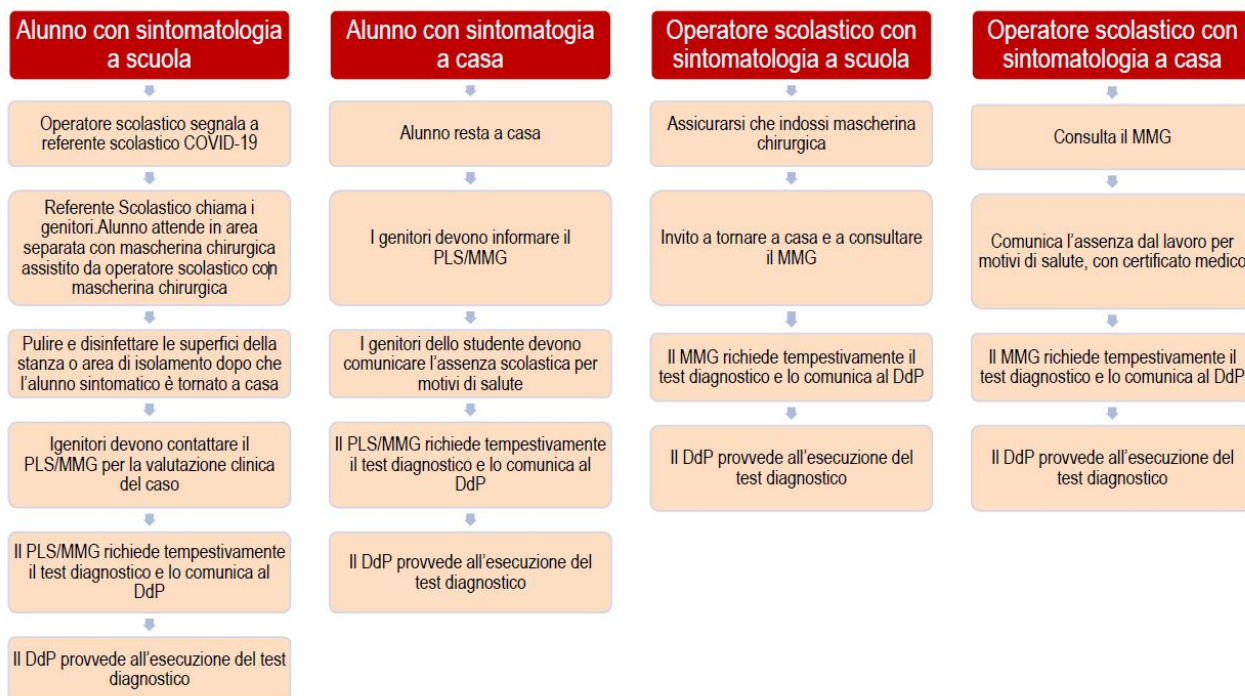 Alunno con sintomatologia
a scuola
Operatore scolastico segnala a
referente scolastico COVID-19
Referente Scolastico chiama i
genitori.Alunno attende in area
separata con mascherina chirurgica
assistito da operatore scolastico con
mascherina chirurgica
Pulire e disinfettare le superfici della
stanza o area di isolamento dopo che
l'alunno sintomatico è tornato a casa
Igenitori devono contattare il
PLS/MMG per la valutazione clinica
del caso
Il PLS/MMG richiede tempestivamente
il test diagnostico e lo comunica al
DdP
Il DdP provvede all'esecuzione del test
diagnostico
Alunno con sintomatogia
a casa
Alunno resta a casa
I genitori devono informare il
PLS/MMG
I genitori dello studente devono
comunicare l'assenza scolastica per
motivi di salute
Il PLS/MMG richiede tempestivamente
il test diagnostico e lo comunica al
DdP
Il DdP provvede all'esecuzione del
test diagnostico
Operatore scolastico con
sintomatologia a scuola
Assicurarsi che indossi mascherina
chirurgica
Invito a tornare a casa e a consultare
il MMG
Il MMG richiede tempestivamente il
test diagnostico e lo comunica al DdP
Il DdP provvede all'esecuzione del
test diagnostico
Operatore scolastico con
sintomatologia a casa
Consulta il MMG
Comunica l'assenza dal lavoro per
motivi di salute, con certificato medico
Il MMG richiede tempestivamente il
test diagnostico e lo comunica al DdP
Il DdP provvede all'esecuzione del
test diagnostico